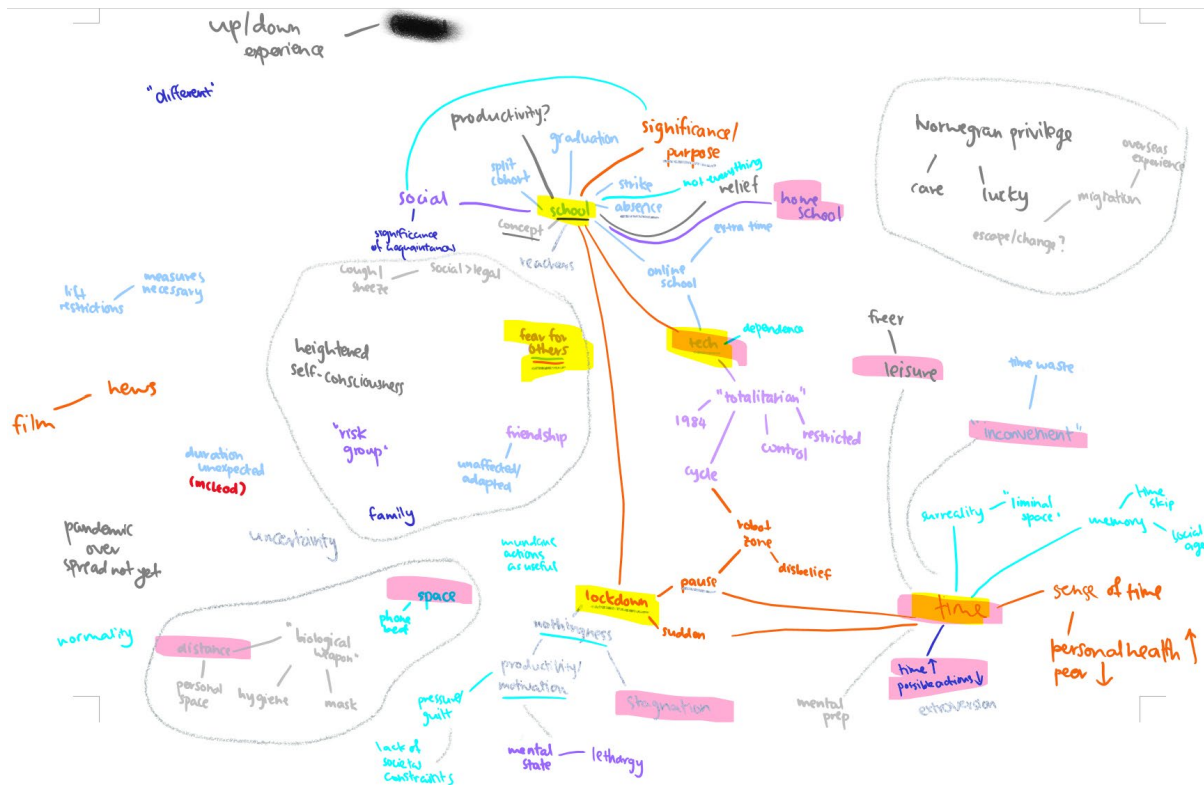 up/down
experience
"different"
productivity?
graduation
significance/
purpose
split
cohort
strike
not everything
relief
social
school
absence
home
school
concept
teachers
extra time
significance
online
school
cough/
sneeze
social > legal
Norwegian privilege
care
lucky
overseas
experience
migration
escape/change?
lift
restrictions
measures
necessary
heightened
self-consciousness
fear for
others
tech
dependence
freer
leisure
time waste
"inconvenient"
film
news
"risk
group"
friendship
unaffected/
adapted
family
"totalitarian"
1984
control
restricted
cycle
duration
unexpected
(mcleod)
pandemic
over
spread not yet
uncertainty
mundane
actions
as useful
robot
zone
disbelief
pause
lockdown
sudden
surreality
"liminal
space"
memory
time
skip
social
time
sense of time
personal health ↑
peer ↓
time ↑
possible actions ↓
extroversion
mental
prep
normality
space
phone
distance
"biological
weapon"
personal
space
hygiene
mask
nothingness
productivity/
motivation
stagnation
pressure/
guilt
lack of
societal
constraints
mental
state
lethargy